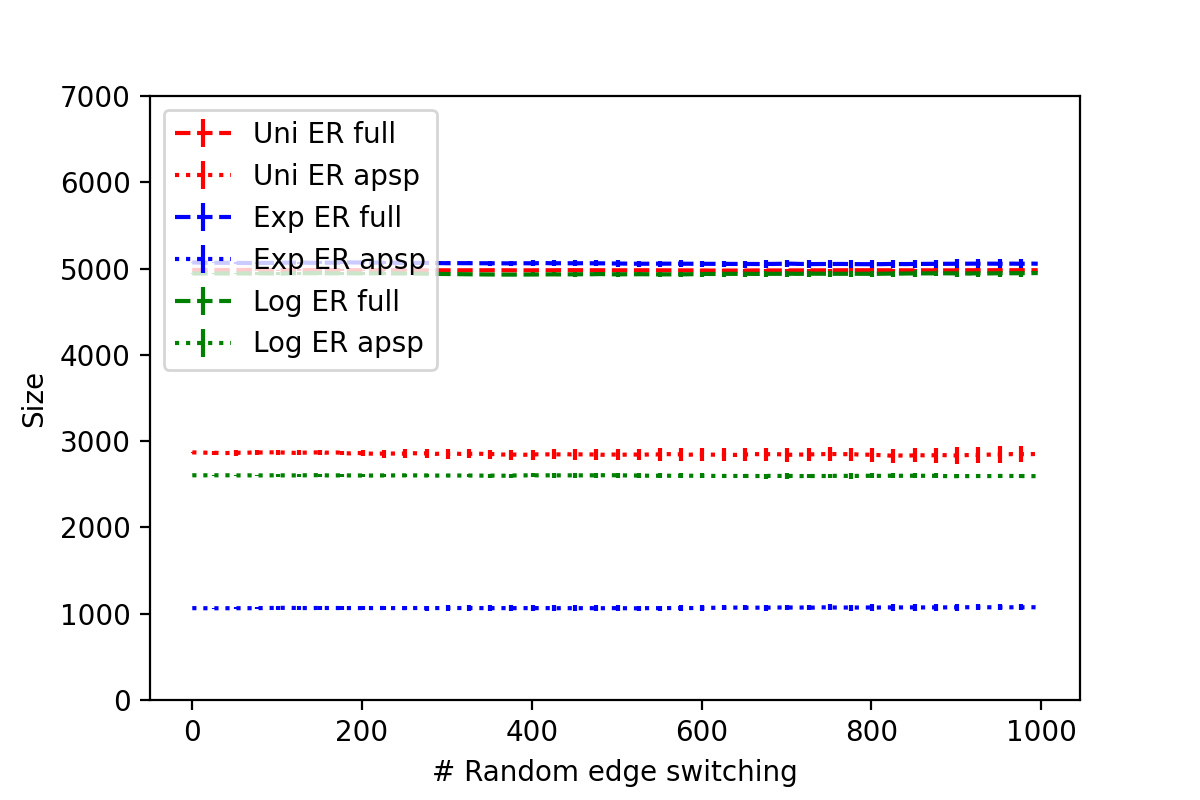 7000
6000
5000
4000
3000
2000
1000
0
Size
Uni ER full
Uni ER apsp
Exp ER full
Exp ER apsp
Log ER full
Log ER apsp
0 200 400 600 800 1000
# Random edge switching